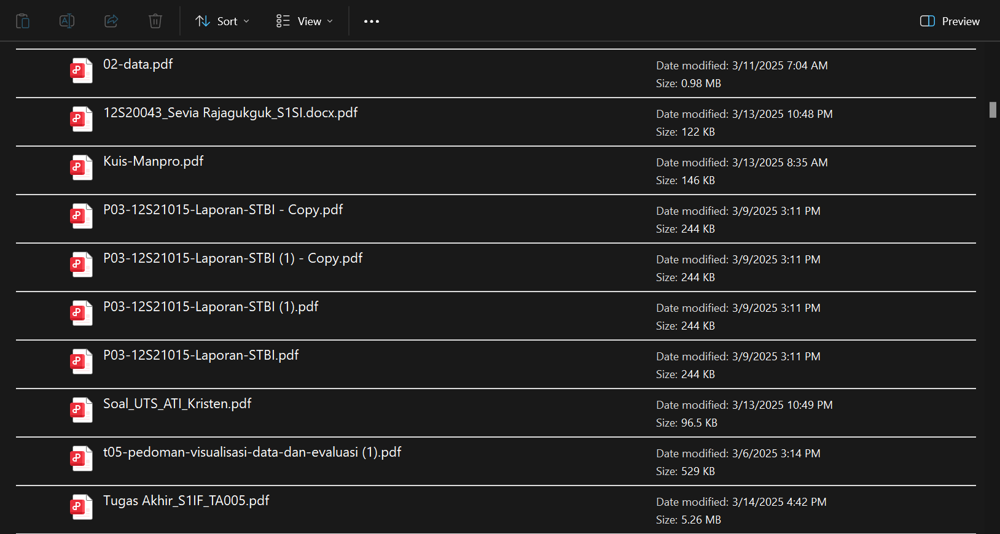 Sort
View
Preview
02-data.pdf
Date modified: 3/11/2025 7:04 AM
Size: 0.98 MB
12S20043_Sevia Rajagukguk_S1SI.docx.pdf
Date modified: 3/13/2025 10:48 PM
Size: 122 KB
Kuis-Manpro.pdf
Date modified: 3/13/2025 8:35 AM
Size: 146 KB
P03-12S21015-Laporan-STBI - Copy.pdf
Date modified: 3/9/2025 3:11 PM
Size: 244 KB
P03-12S21015-Laporan-STBI (1) - Copy.pdf
Date modified: 3/9/2025 3:11 PM
Size: 244 KB
P03-12S21015-Laporan-STBI (1).pdf
Date modified: 3/9/2025 3:11 PM
Size: 244 KB
P03-12S21015-Laporan-STBI.pdf
Date modified: 3/9/2025 3:11 PM
Size: 244 KB
Soal_UTS_ATI_Kristen.pdf
Date modified: 3/13/2025 10:49 PM
Size: 96.5 KB
t05-pedoman-visualisasi-data-dan-evaluasi (1).pdf
Date modified: 3/6/2025 3:14 PM
Size: 529 KB
Tugas Akhir_S1IF_TA005.pdf
Date modified: 3/14/2025 4:42 PM
Size: 5.26 MB